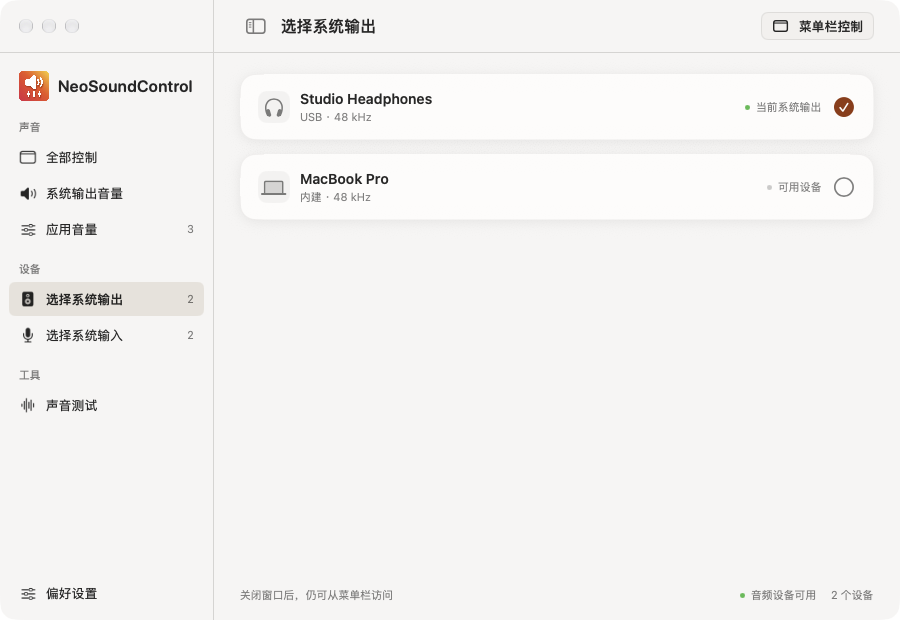 选择系统输出
菜单栏控制
NeoSoundControl
声音
全部控制
系统输出音量
应用音量 3
设备
选择系统输出 2
选择系统输入 2
工具
声音测试
偏好设置
Studio Headphones
USB · 48 kHz
当前系统输出
MacBook Pro
内建 · 48 kHz
可用设备
关闭窗口后，仍可从菜单栏访问
音频设备可用 2 个设备